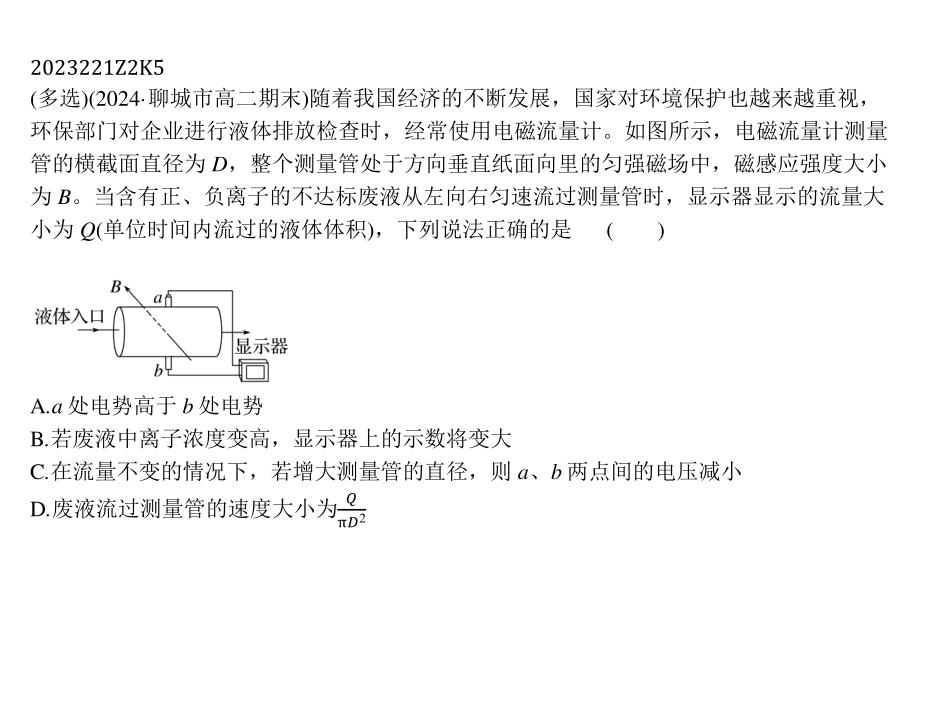 2023221Z2K5
(多选)(2024·聊城市高二期末)随着我国经济的不断发展，国家对环境保护也越来越重视，
环保部门对企业进行液体排放检查时，经常使用电磁流量计。如图所示，电磁流量计测量
管的横截面直径为 D，整个测量管处于方向垂直纸面向里的匀强磁场中，磁感应强度大小
为 B。当含有正、负离子的不达标废液从左向右匀速流过测量管时，显示器显示的流量大
小为 Q(单位时间内流过的液体体积)，下列说法正确的是 ( )
B
a
液体入口
显示器
b
A.a 处电势高于 b 处电势
B.若废液中离子浓度变高，显示器上的示数将变大
C.在流量不变的情况下，若增大测量管的直径，则 a、b 两点间的电压减小
D.废液流过测量管的速度大小为 Q/πD²